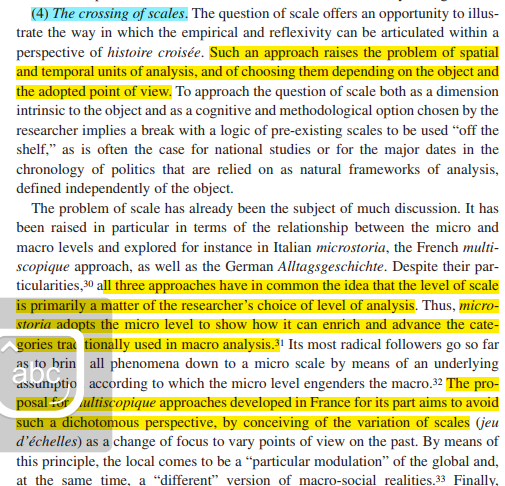 (4) The crossing of scales. The question of scale offers an opportunity to illus-
trate the way in which the empirical and reflexivity can be articulated within a
perspective of histoire croisée. Such an approach raises the problem of spatial
and temporal units of analysis, and of choosing them depending on the object and
the adopted point of view. To approach the question of scale both as a dimension
intrinsic to the object and as a cognitive and methodological option chosen by the
researcher implies a break with a logic of pre-existing scales to be used “off the
shelf,” as is often the case for national studies or for the major dates in the
chronology of politics that are relied on as natural frameworks of analysis,
defined independently of the object.
The problem of scale has already been the subject of much discussion. It has
been raised in particular in terms of the relationship between the micro and
macro levels and explored for instance in Italian microstoria, the French multi-
scopique approach, as well as the German Alltagsgeschichte. Despite their par-
ticularities,30 all three approaches have in common the idea that the level of scale
is primarily a matter of the researcher’s choice of level of analysis. Thus, micro-
storia adopts the micro level to show how it can enrich and advance the cate-
gories traditionally used in macro analysis.31 Its most radical followers go so far
as to bring all phenomena down to a micro scale by means of an underlying
assumption according to which the micro level engenders the macro.32 The pro-
posal for multiscopique approaches developed in France for its part aims to avoid
such a dichotomous perspective, by conceiving of the variation of scales (jeu
d’échelles) as a change of focus to vary points of view on the past. By means of
this principle, the local comes to be a “particular modulation” of the global and,
at the same time, a “different” version of macro-social realities.33 Finally,
abc